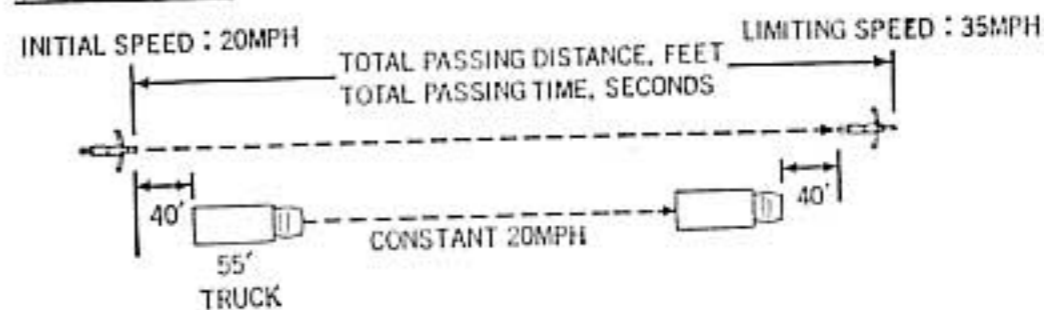 INITIAL SPEED : 20MPH
LIMITING SPEED : 35MPH
TOTAL PASSING DISTANCE, FEET
TOTAL PASSING TIME, SECONDS
40'
40'
CONSTANT 20MPH
55'
TRUCK